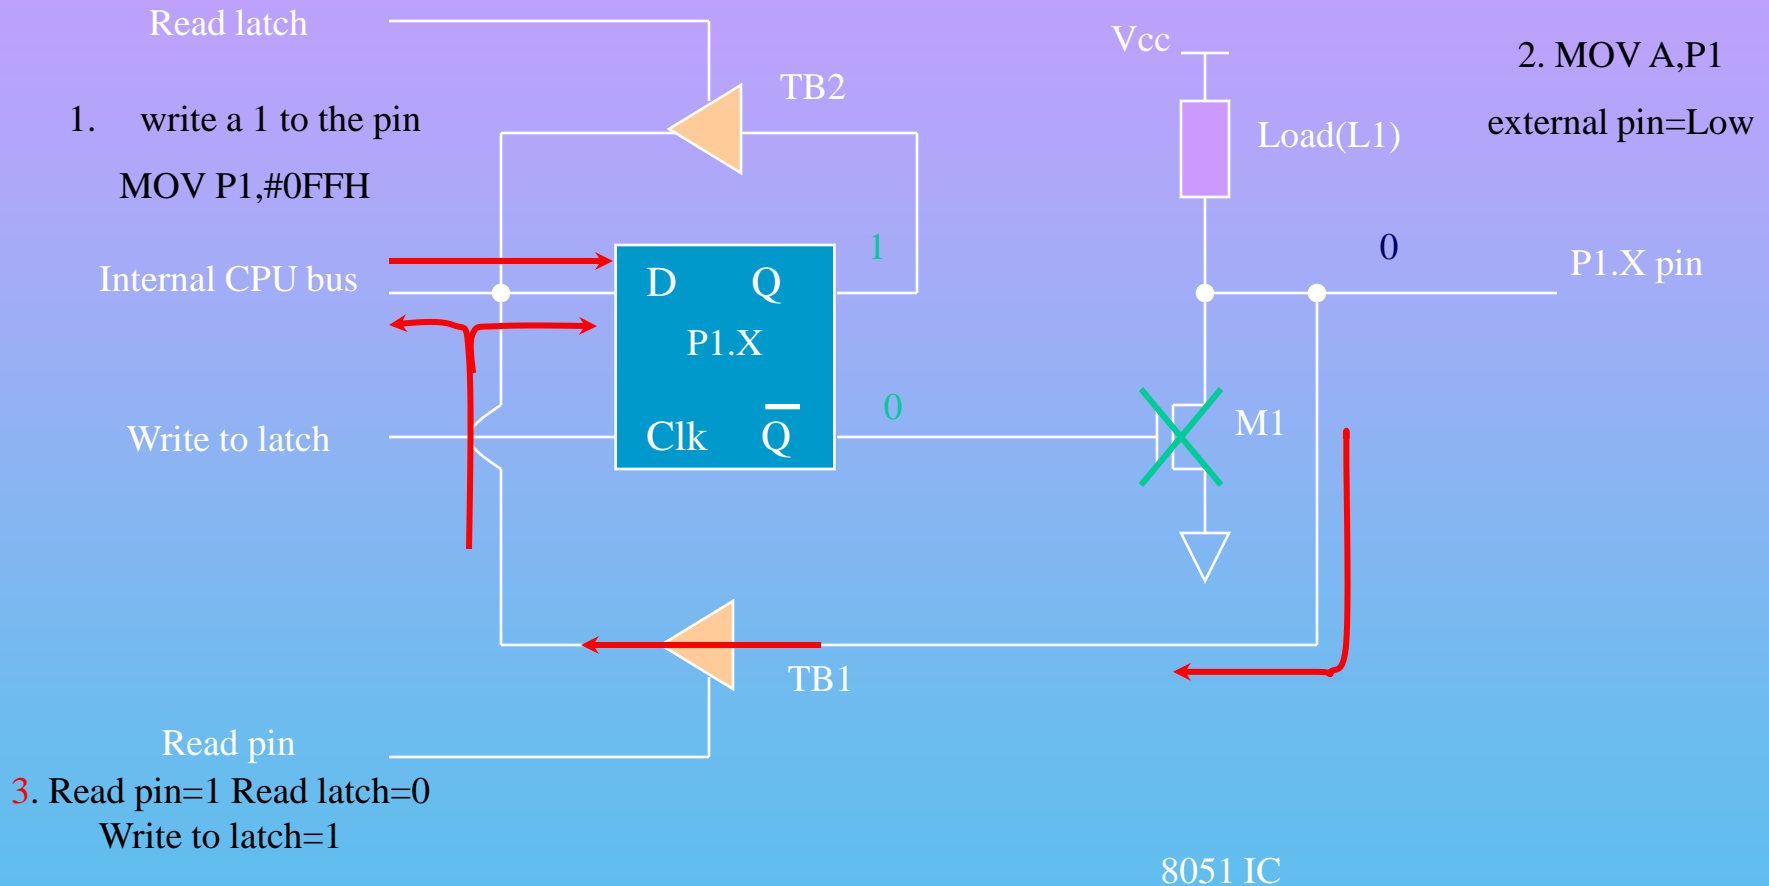 Read latch
Vcc
2. MOV A,P1
TB2
1. write a 1 to the pin
external pin=Low
Load(L1)
MOV P1,#0FFH
1
0
P1.X pin
Internal CPU bus
D Q
P1.X
0
M1
Write to latch
Clk Q̅
TB1
Read pin
3. Read pin=1 Read latch=0
Write to latch=1
8051 IC